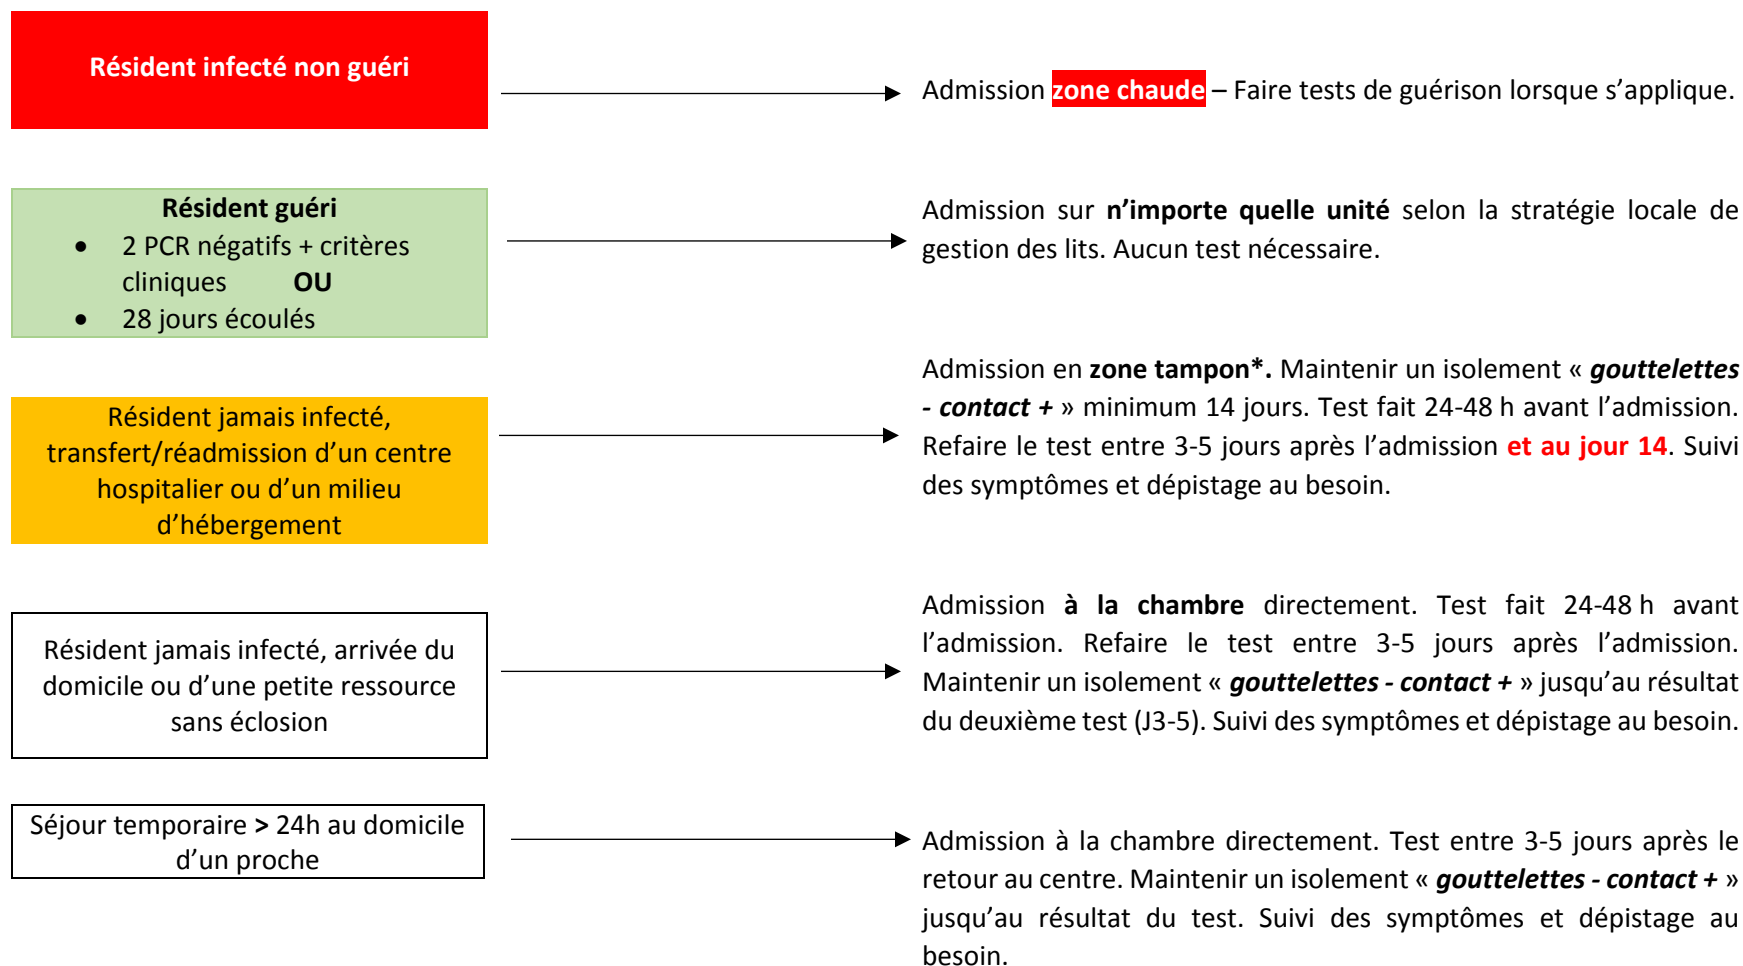 Résident infecté non guéri
Admission zone chaude – Faire tests de guérison lorsque s’applique.
Résident guéri
• 2 PCR négatifs + critères
cliniques OU
• 28 jours écoulés
Admission sur n’importe quelle unité selon la stratégie locale de
gestion des lits. Aucun test nécessaire.
Résident jamais infecté,
transfert/réadmission d’un centre
hospitalier ou d’un milieu
d’hébergement
Admission en zone tampon*. Maintenir un isolement « gouttelettes
- contact + » minimum 14 jours. Test fait 24-48 h avant l’admission.
Refaire le test entre 3-5 jours après l’admission et au jour 14. Suivi
des symptômes et dépistage au besoin.
Résident jamais infecté, arrivée du
domicile ou d’une petite ressource
sans éclosion
Admission à la chambre directement. Test fait 24-48 h avant
l’admission. Refaire le test entre 3-5 jours après l’admission.
Maintenir un isolement « gouttelettes - contact + » jusqu’au résultat
du deuxième test (J3-5). Suivi des symptômes et dépistage au besoin.
Séjour temporaire > 24h au domicile
d’un proche
Admission à la chambre directement. Test entre 3-5 jours après le
retour au centre. Maintenir un isolement « gouttelettes - contact + »
jusqu’au résultat du test. Suivi des symptômes et dépistage au
besoin.